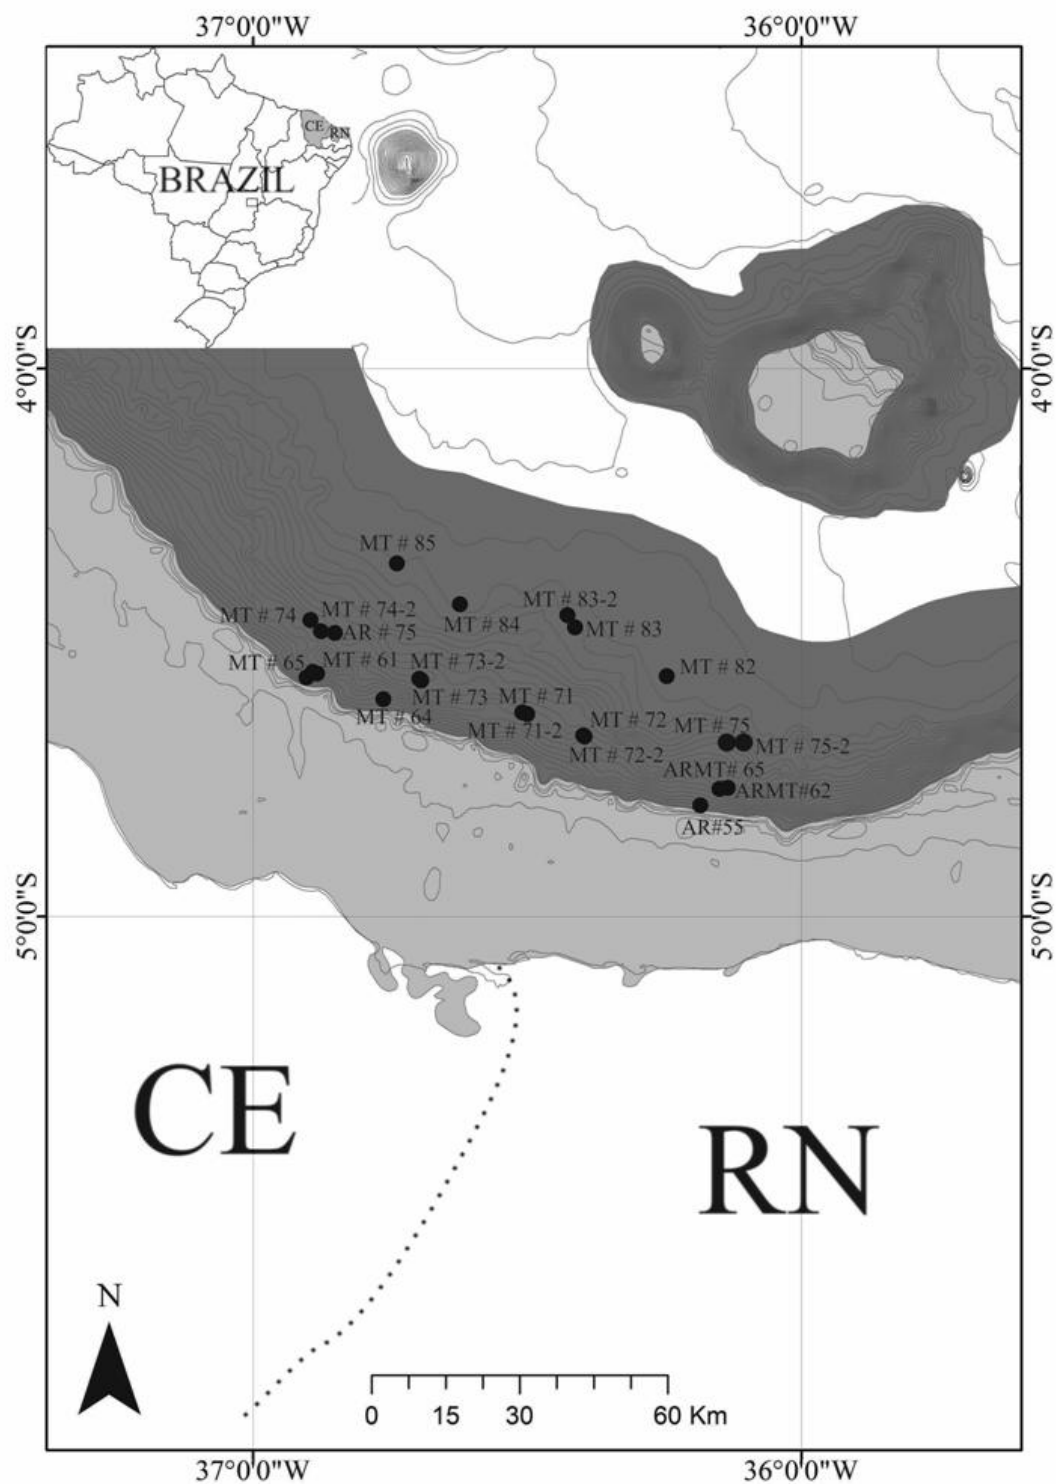 37°0'0"W 36°0'0"W
CE RN
BRAZIL
4°0'0"S 4°0'0"S
MT # 85
MT # 74 MT # 74-2 MT # 83-2
AR # 75 MT # 84 MT # 83
MT # 65 MT # 61 MT # 73-2 MT # 82
MT # 73
MT # 64 MT # 71
MT # 71-2 MT # 72 MT # 75
MT # 72-2 MT # 75-2
ARMT# 65
ARMT#62
AR#55
5°0'0"S 5°0'0"S
CE
RN
N
0 15 30 60 Km
37°0'0"W 36°0'0"W